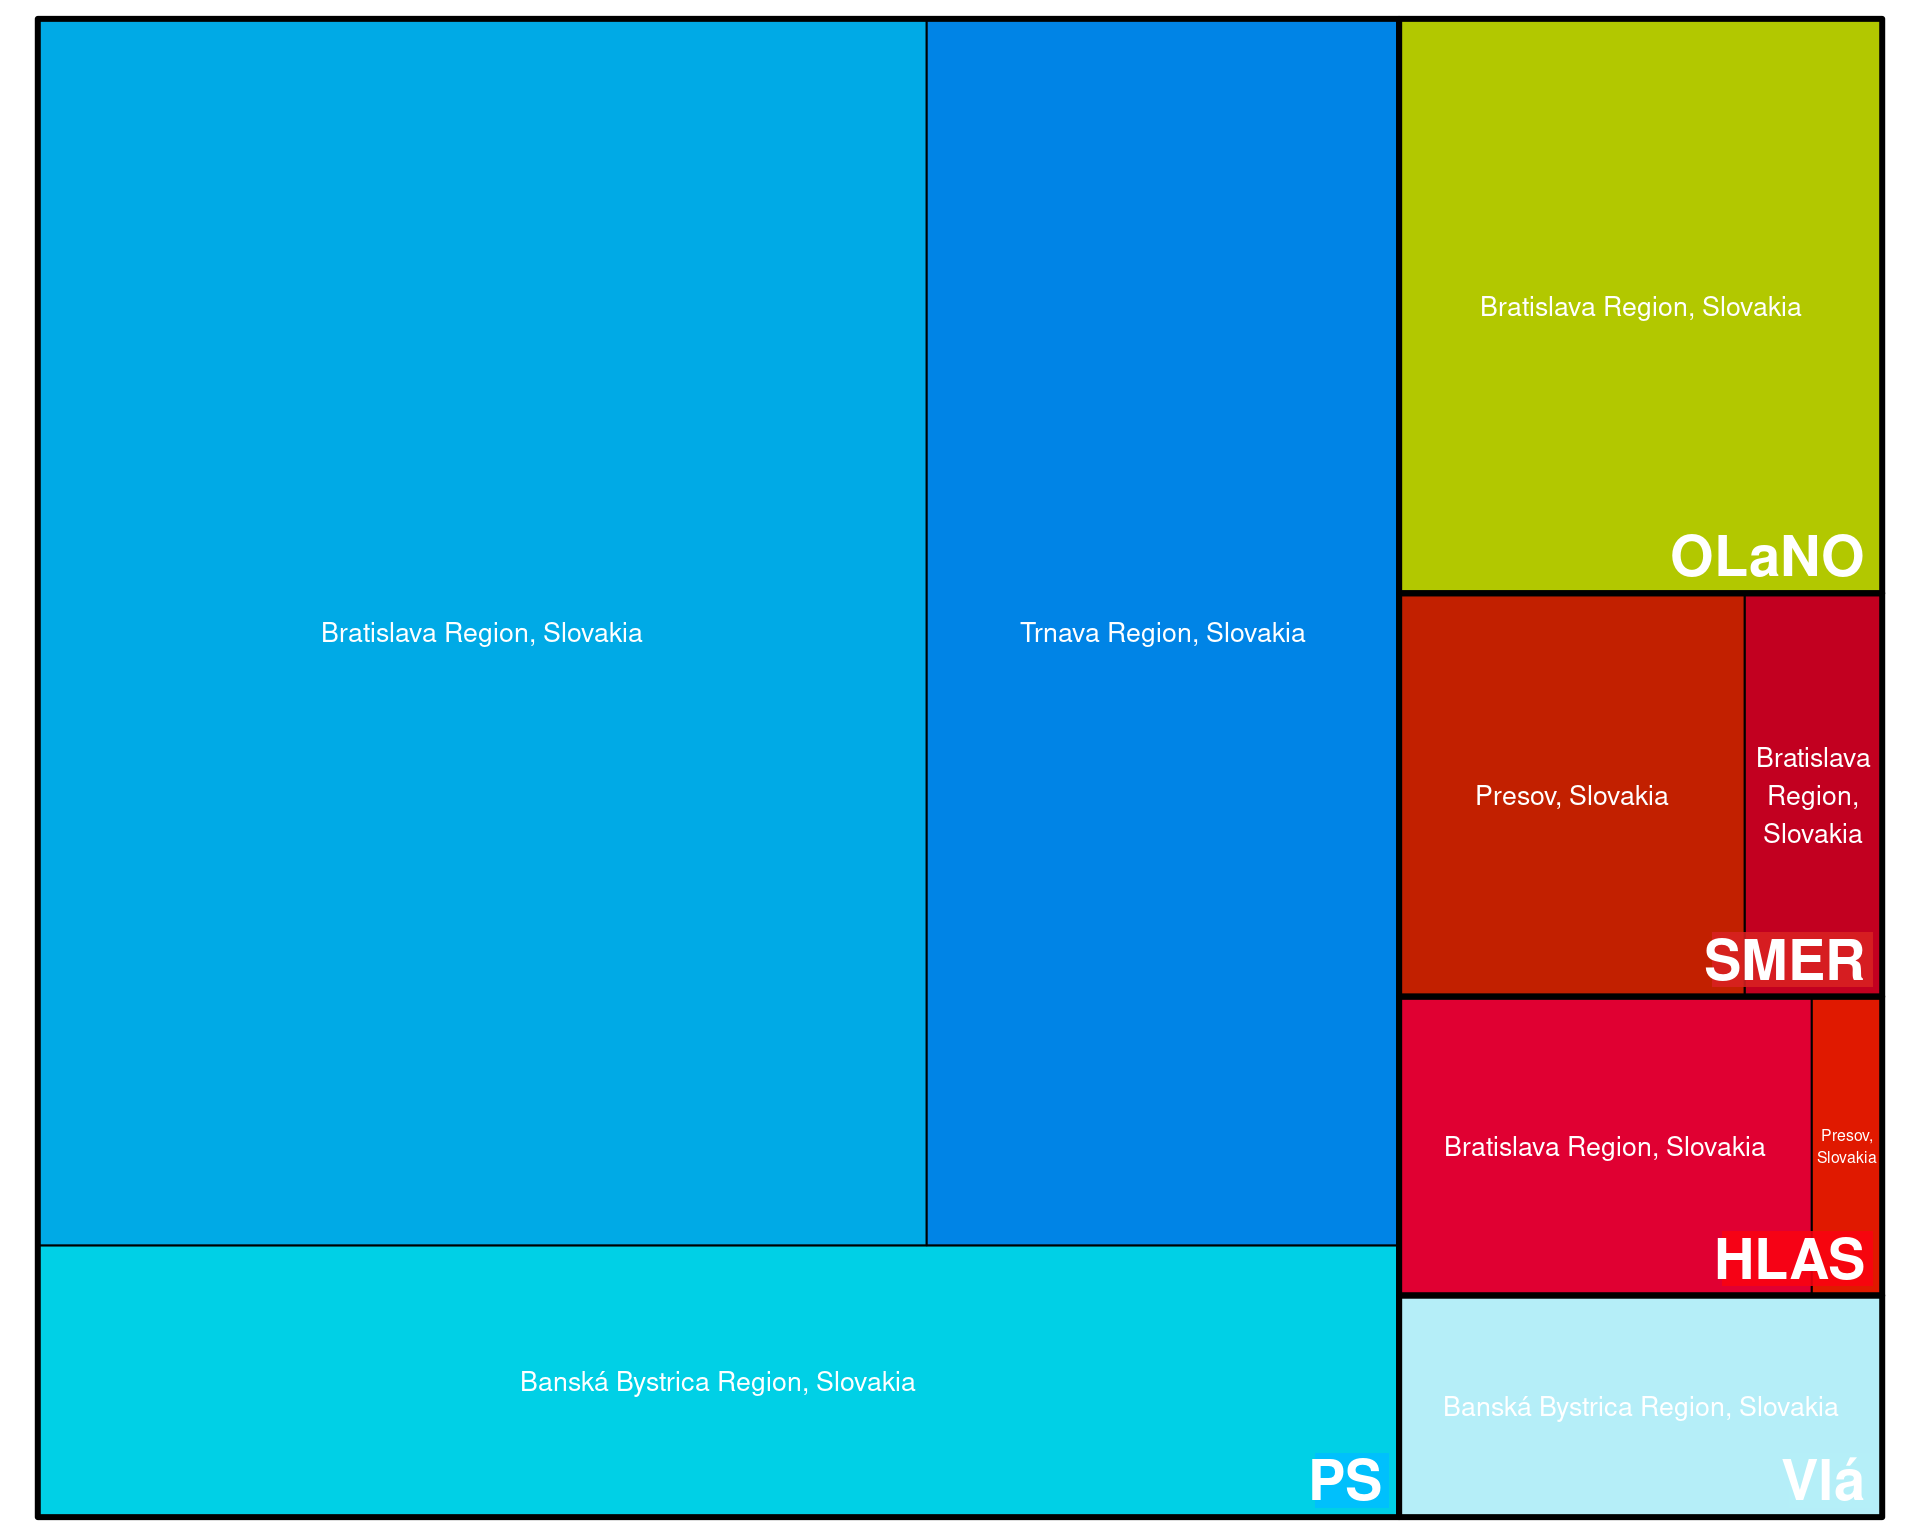 Bratislava Region, Slovakia
Trnava Region, Slovakia
Banská Bystrica Region, Slovakia
PS
Bratislava Region, Slovakia
OLaNO
Presov, Slovakia
Bratislava
Region,
Slovakia
SMER
Bratislava Region, Slovakia
Presov,
Slovakia
HLAS
Banská Bystrica Region, Slovakia
Vlá